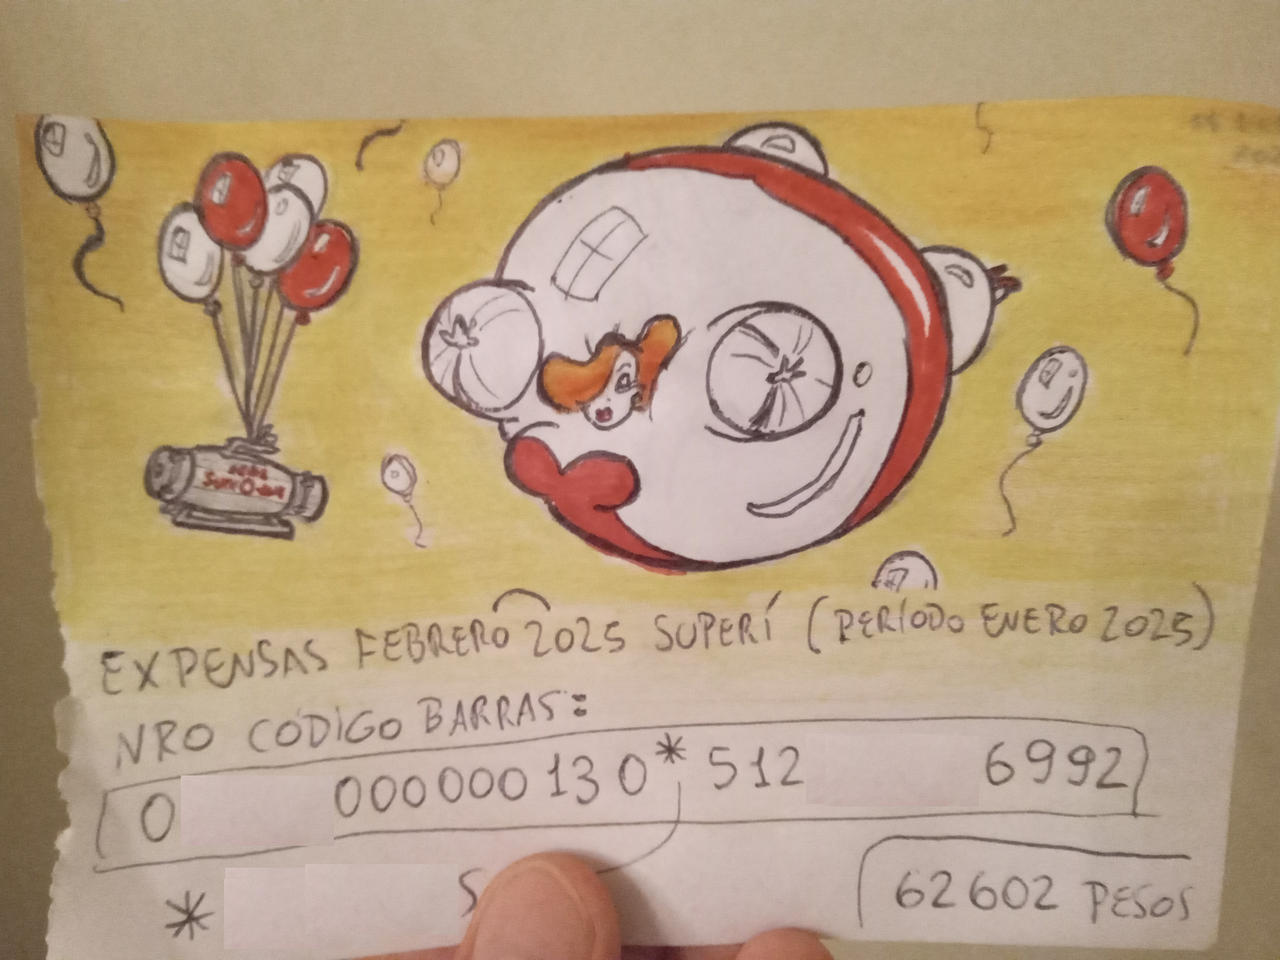 EXPENSAS FEBRERO 2025 SUPERÍ (PERÍODO ENERO 2025)
NRO CÓDIGO BARRAS:
0 000000130* 512 6992
* S
62602 PESOS